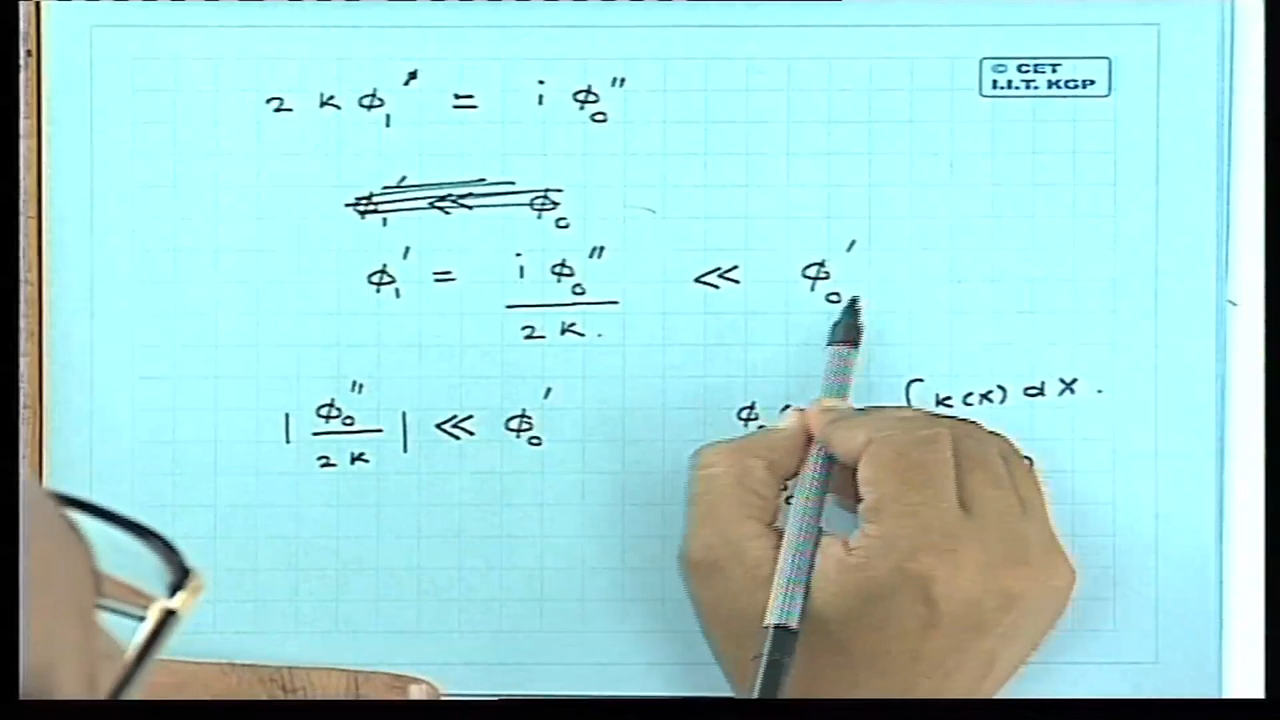 © CET
I.I.T. KGP
2 k ϕ₁′ = i ϕ₀″
ϕ₁′ = i ϕ₀″ / 2 k . ≪ ϕ₀′
| ϕ₀″ / 2 k | ≪ ϕ₀′
∫ k(x) dx .